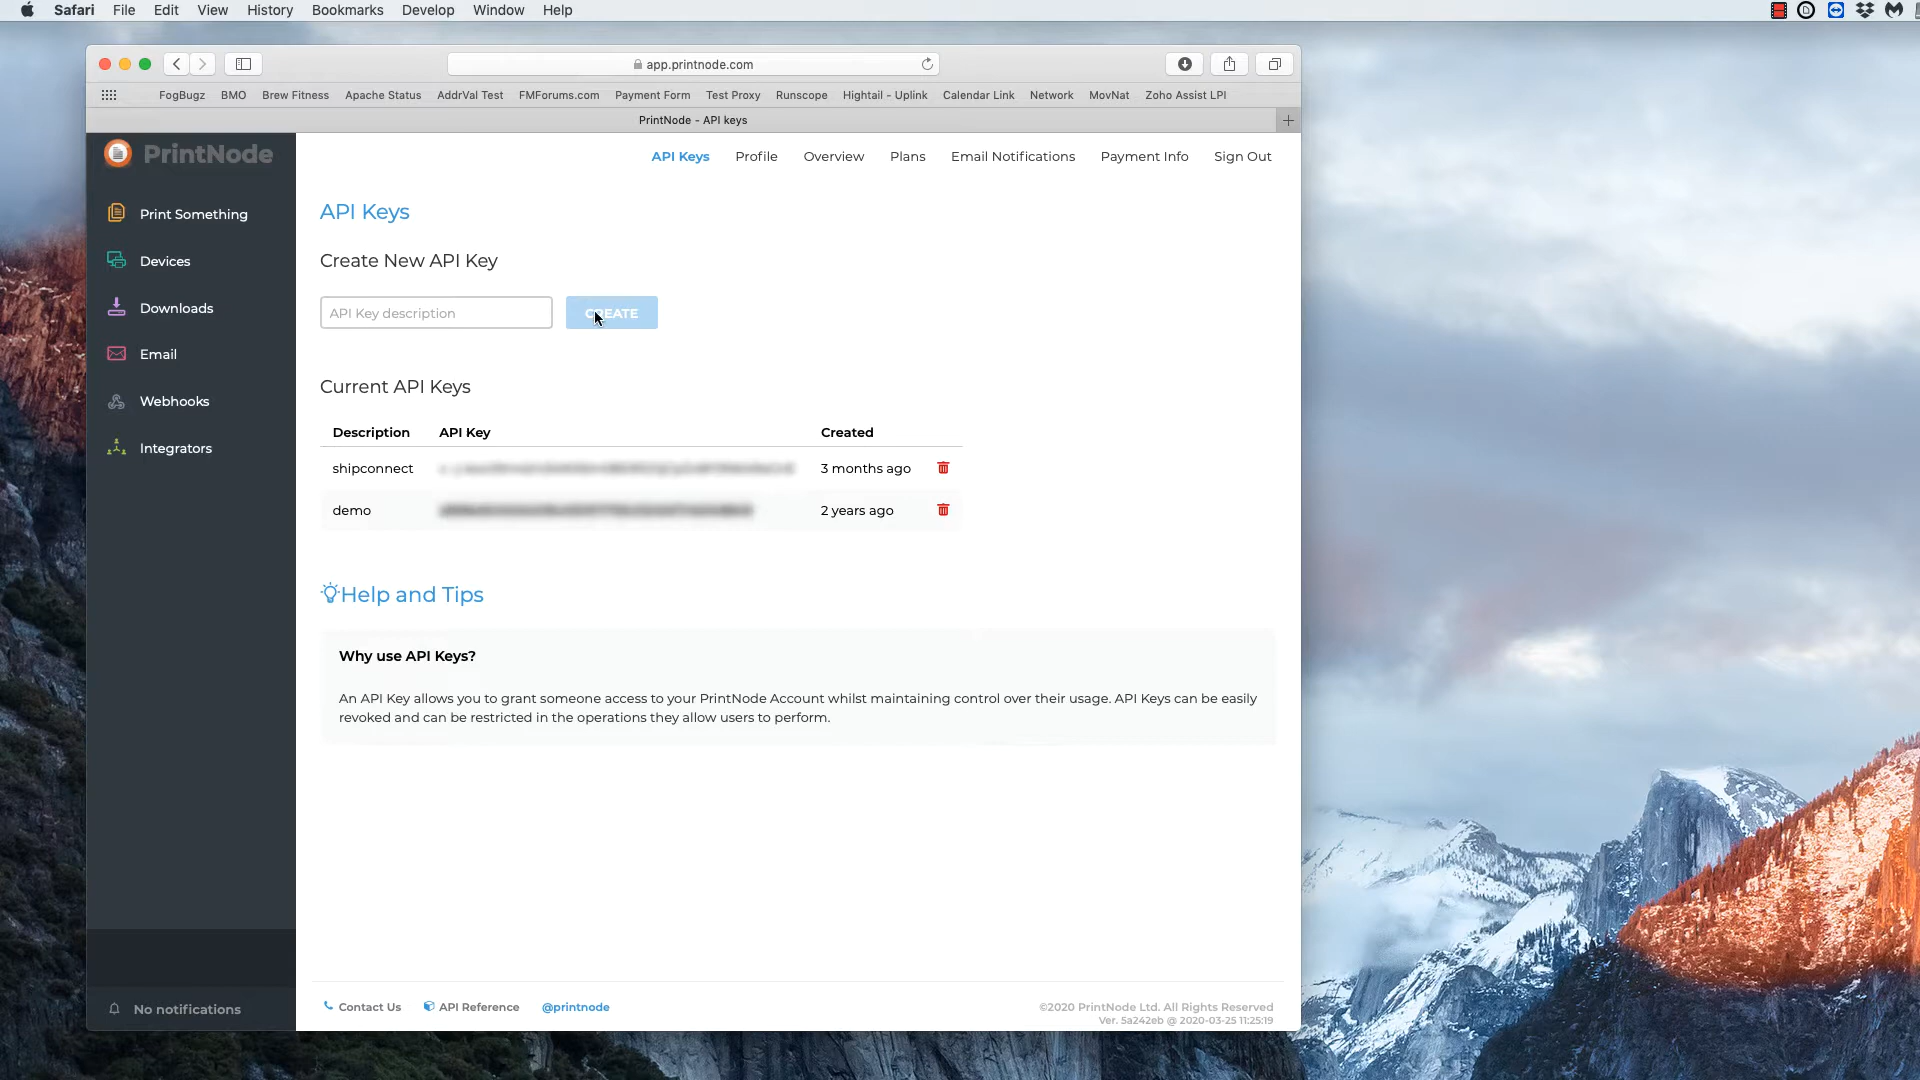 Safari File Edit View History Bookmarks Develop Window Help
app.printnode.com
FogBugz BMO Brew Fitness Apache Status AddrVal Test FMForums.com Payment Form Test Proxy Runscope Hightail - Uplink Calendar Link Network MovNat Zoho Assist LPI
PrintNode - API keys
PrintNode
API Keys Profile Overview Plans Email Notifications Payment Info Sign Out
Print Something
Devices
Downloads
Email
Webhooks
Integrators
No notifications
API Keys
Create New API Key
API Key description CREATE
Current API Keys
Description API Key Created
shipconnect 3 months ago
demo 2 years ago
Help and Tips
Why use API Keys?
An API Key allows you to grant someone access to your PrintNode Account whilst maintaining control over their usage. API Keys can be easily
revoked and can be restricted in the operations they allow users to perform.
Contact Us API Reference @printnode
©2020 PrintNode Ltd. All Rights Reserved
Ver. 5a242eb @ 2020-03-25 11:25:19